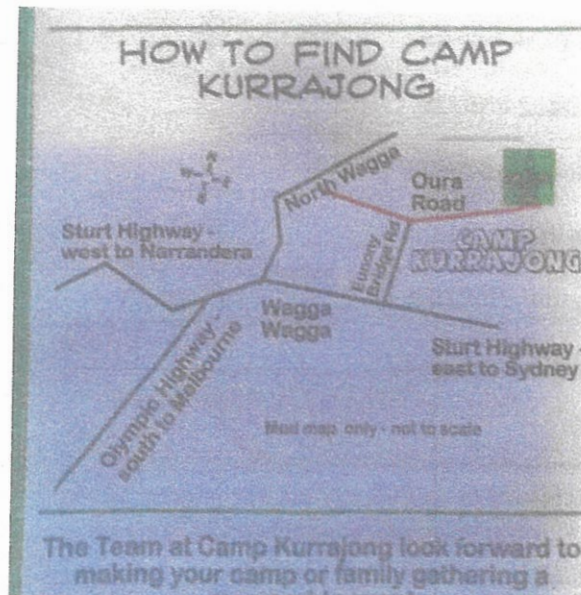 HOW TO FIND CAMP
KURRAJONG
N
W
E
S
North Wagga
Oura
Road
Sturt Highway -
west to Narrandera
CAMP
KURRAJONG
Eunony
Bridge Rd
Wagga
Wagga
Sturt Highway -
east to Sydney
Olympic Highway -
south to Melbourne
Mud map only - not to scale
The Team at Camp Kurrajong look forward to
making your camp or family gathering a